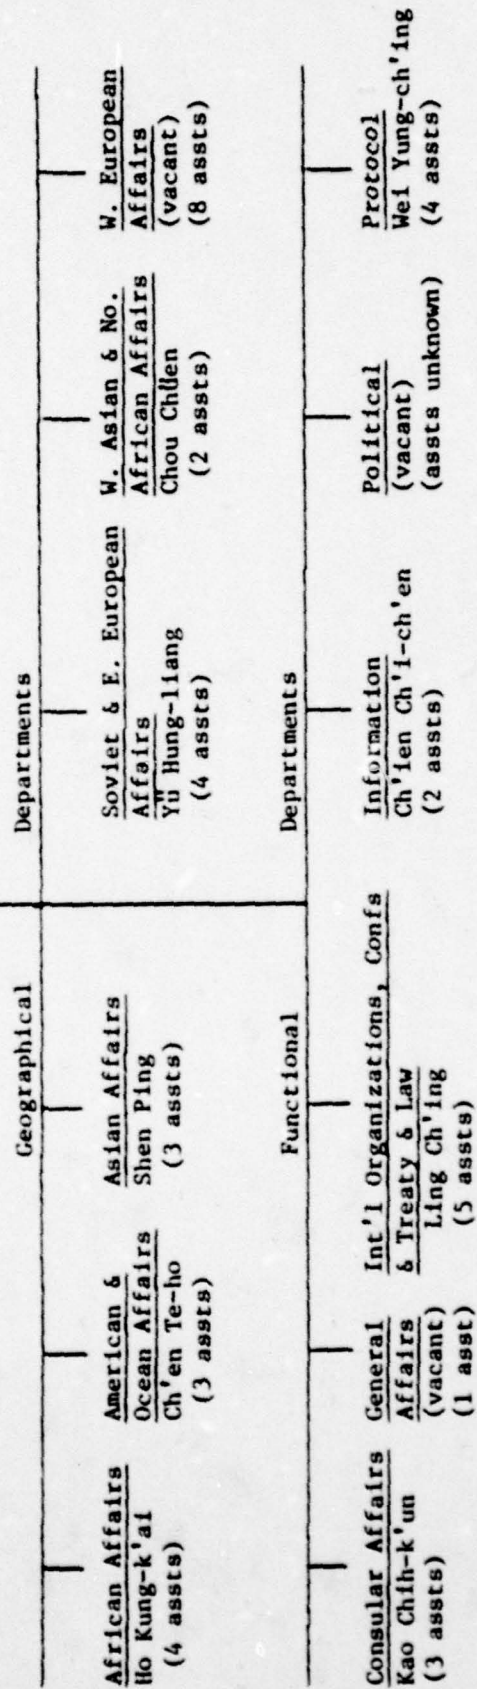 Geographical Departments
African Affairs
Ho Kung-k'ai
(4 assts)
American &
Ocean Affairs
Ch'en Te-ho
(3 assts)
Asian Affairs
Shen Ping
(3 assts)
Soviet & E. European
Affairs
Yü Hung-liang
(4 assts)
W. Asian & No.
African Affairs
Chou Chüen
(2 assts)
W. European
Affairs
(vacant)
(8 assts)
Functional Departments
Consular Affairs
Kao Chih-k'un
(3 assts)
General
Affairs
(vacant)
(1 asst)
Int'l Organizations, Confs
& Treaty & Law
Ling Ch'ing
(5 assts)
Information
Ch'ien Ch'i-ch'en
(2 assts)
Political
(vacant)
(assts unknown)
Protocol
Wei Yung-ch'ing
(4 assts)